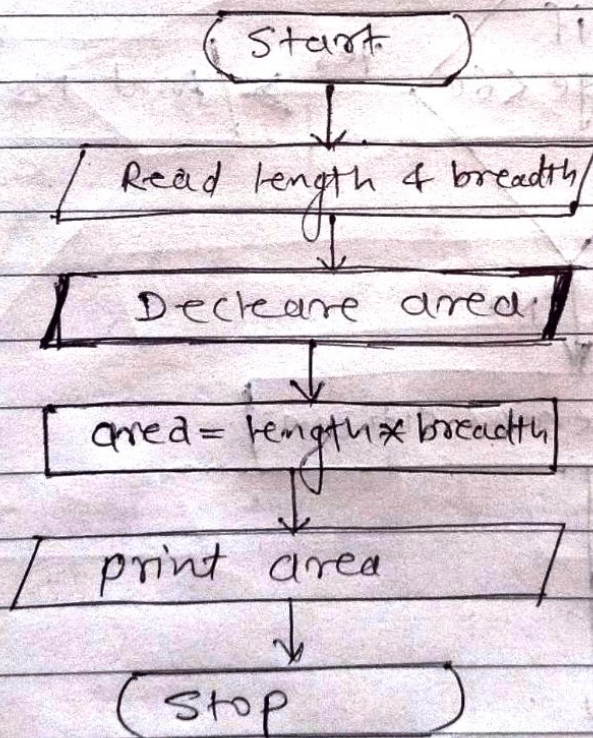 Start
Read length & breadth
Decleare area
area = length * breadth
print area
Stop